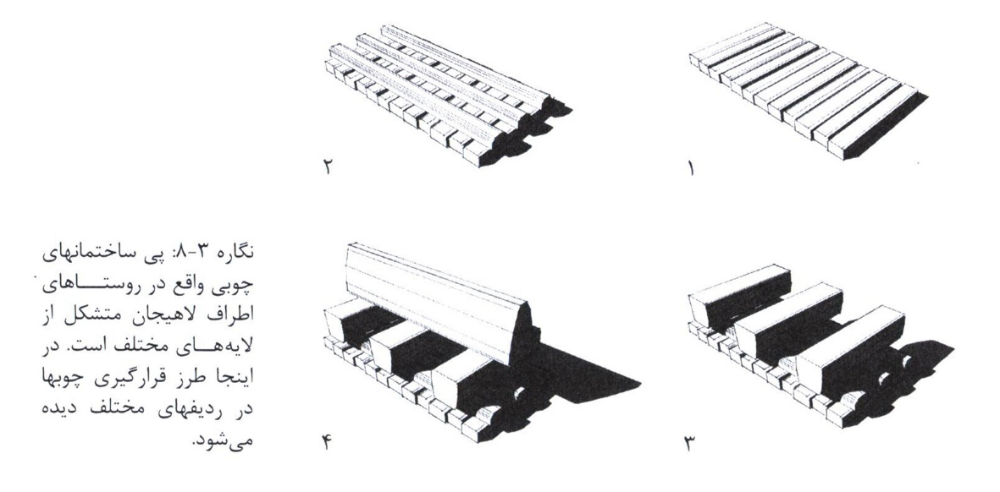 ۱
۲
۳
۴
نگاره ۳-۸: پی ساختمانهای
چوبی واقع در روستاهای
اطراف لاهیجان متشکل از
لایه‌های مختلف است. در
اینجا طرز قرارگیری چوبها
در ردیفهای مختلف دیده
می‌شود.